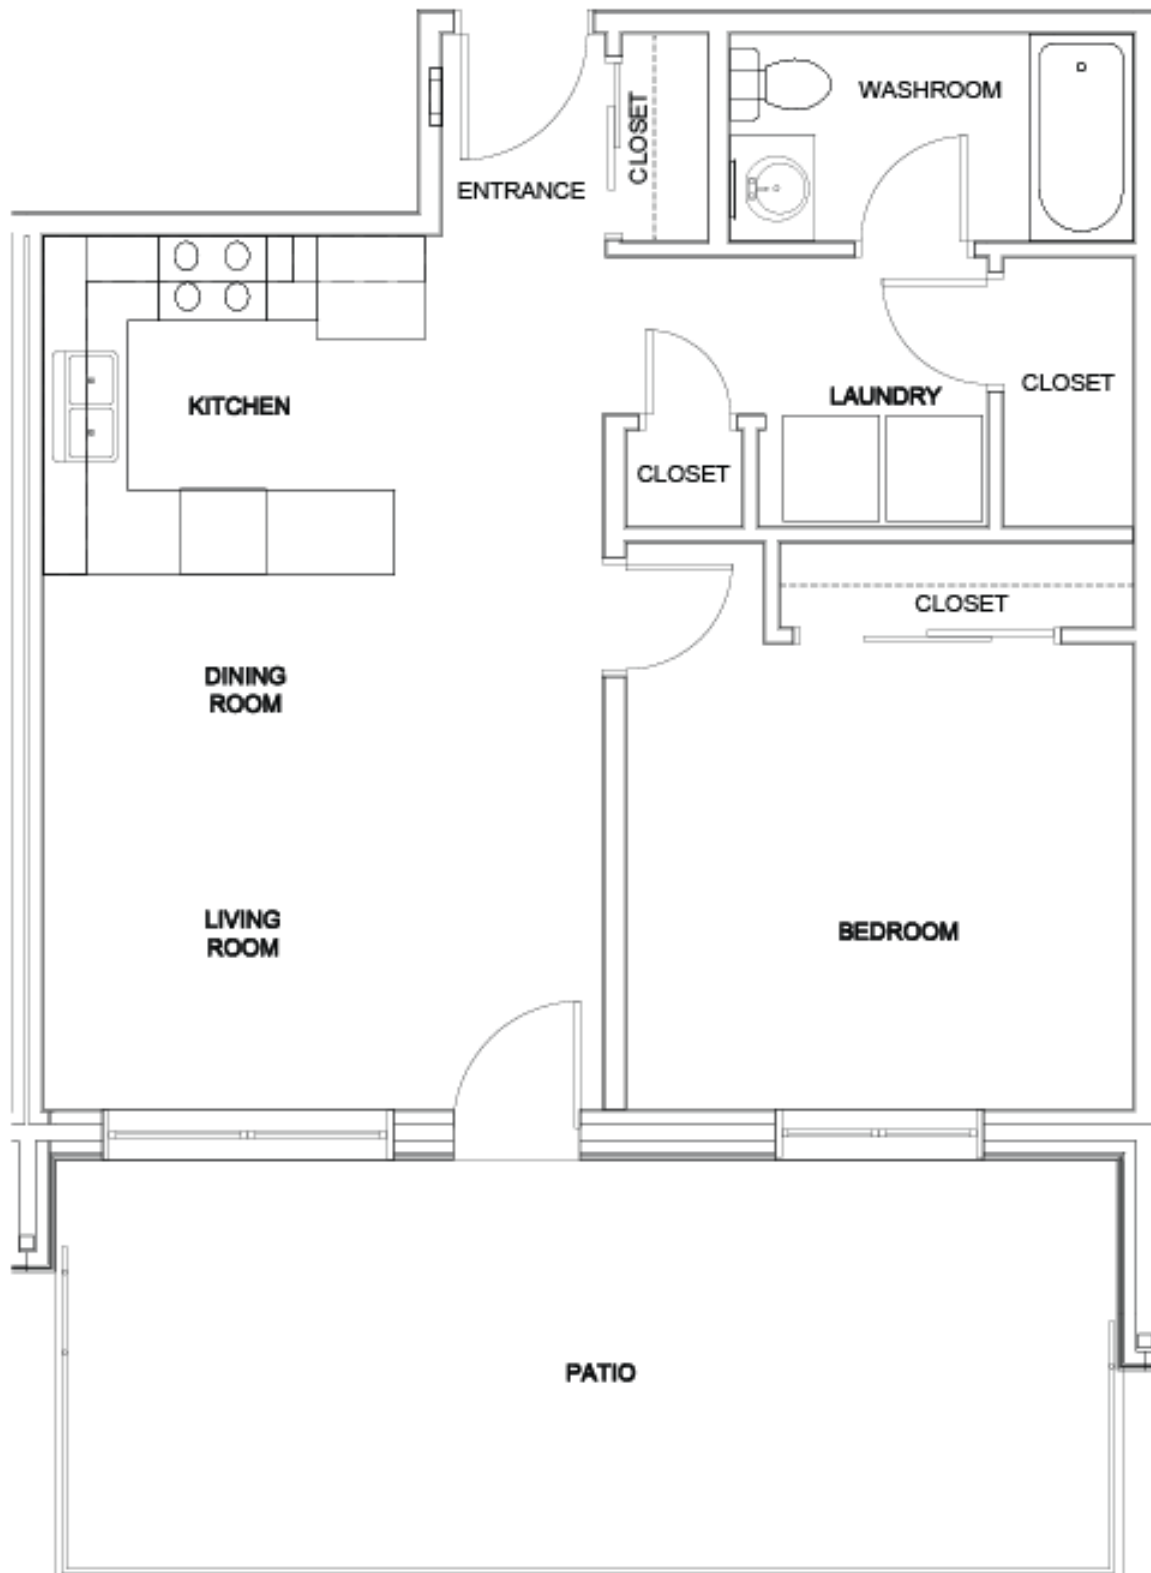 WASHROOM
CLOSET
ENTRANCE
KITCHEN
LAUNDRY
CLOSET
CLOSET
CLOSET
DINING
ROOM
LIVING
ROOM
BEDROOM
PATIO